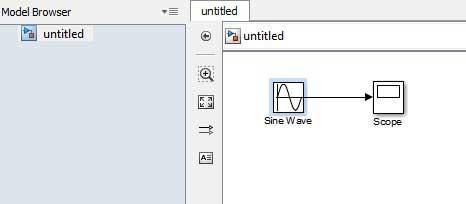 Model Browser
untitled
untitled
untitled
Sine Wave
Scope